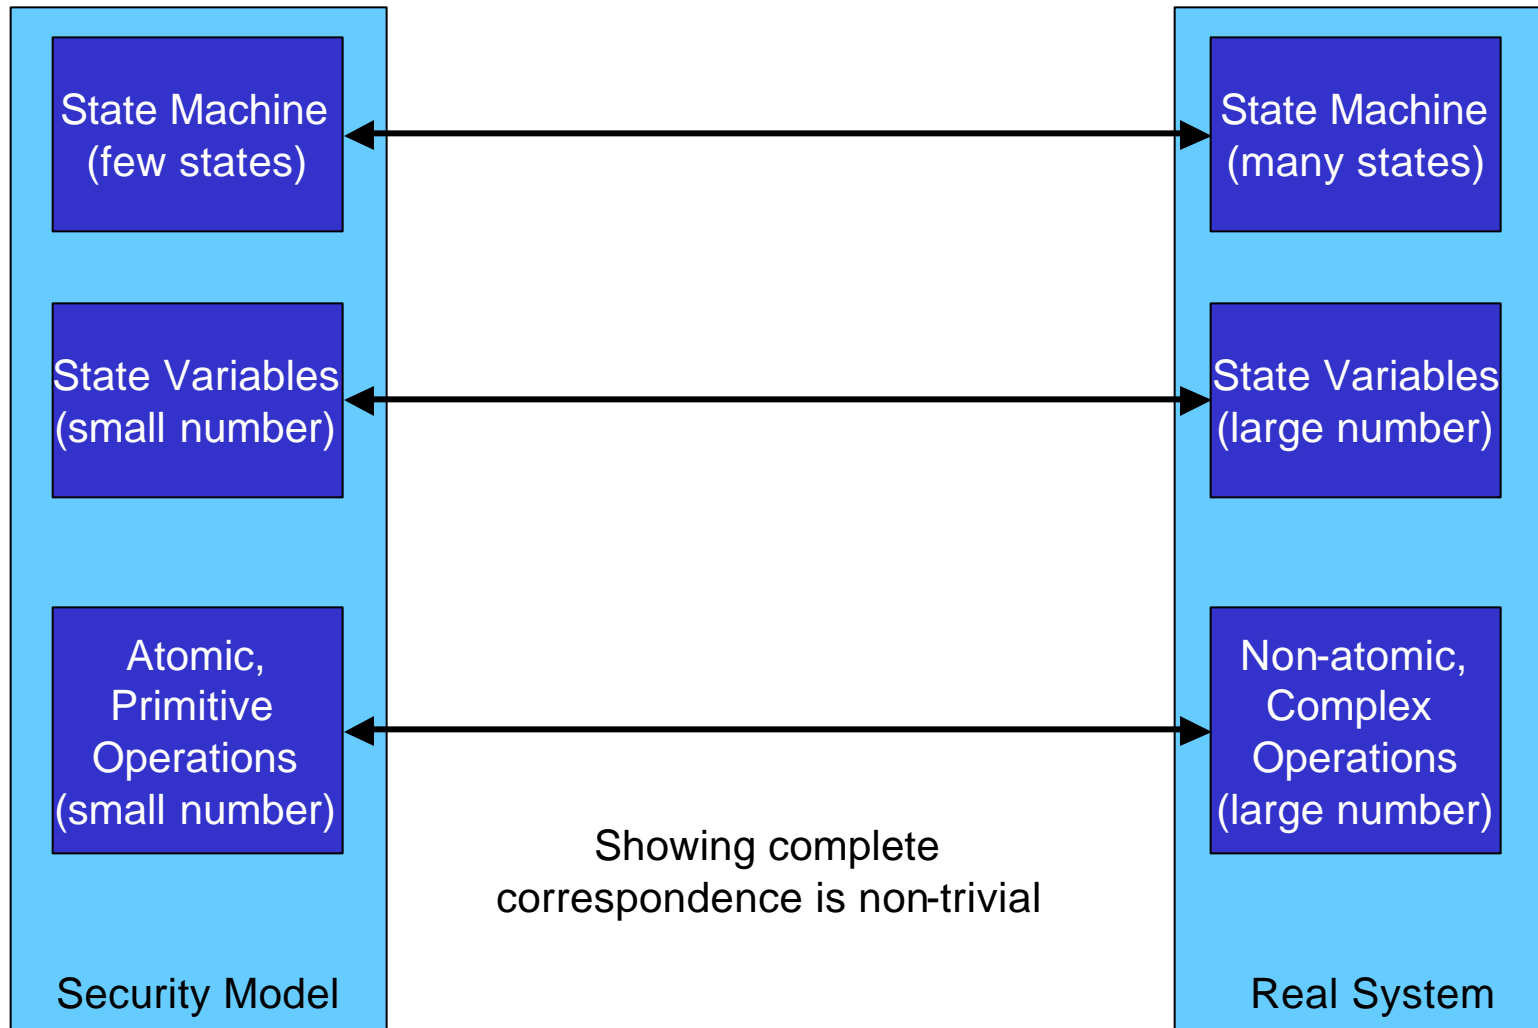 State Machine
(few states)
State Variables
(small number)
Atomic,
Primitive
Operations
(small number)
Security Model
Showing complete
correspondence is non-trivial
State Machine
(many states)
State Variables
(large number)
Non-atomic,
Complex
Operations
(large number)
Real System